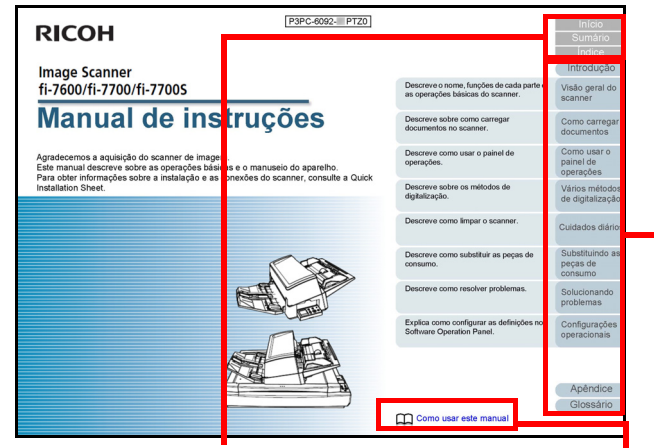 P3PC-6092- PTZ0
RICOH
Image Scanner
fi-7600/fi-7700/fi-7700S
Manual de instruções
Agradecemos a aquisição do scanner de imagem.
Este manual descreve sobre as operações básicas e o manuseio do aparelho.
Para obter informações sobre a instalação e as conexões do scanner, consulte a Quick
Installation Sheet.
Início
Sumário
Índice
Introdução
Descreve o nome, funções de cada parte e
as operações básicas do scanner.
Visão geral do
scanner
Descreve sobre como carregar
documentos no scanner.
Como carregar
documentos
Descreve como usar o painel de
operações.
Como usar o
painel de
operações
Descreve sobre os métodos de
digitalização.
Vários métodos
de digitalização
Descreve como limpar o scanner.
Cuidados diários
Descreve como substituir as peças de
consumo.
Substituindo as
peças de
consumo
Descreve como resolver problemas.
Solucionando
problemas
Explica como configurar as definições no
Software Operation Panel.
Configurações
operacionais
Apêndice
Glossário
Como usar este manual